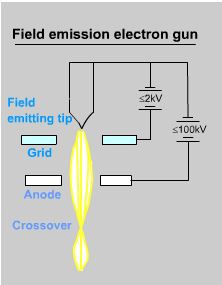 Field emission electron gun
Field
emitting tip
≤2kV
≤100kV
Grid
Anode
Crossover